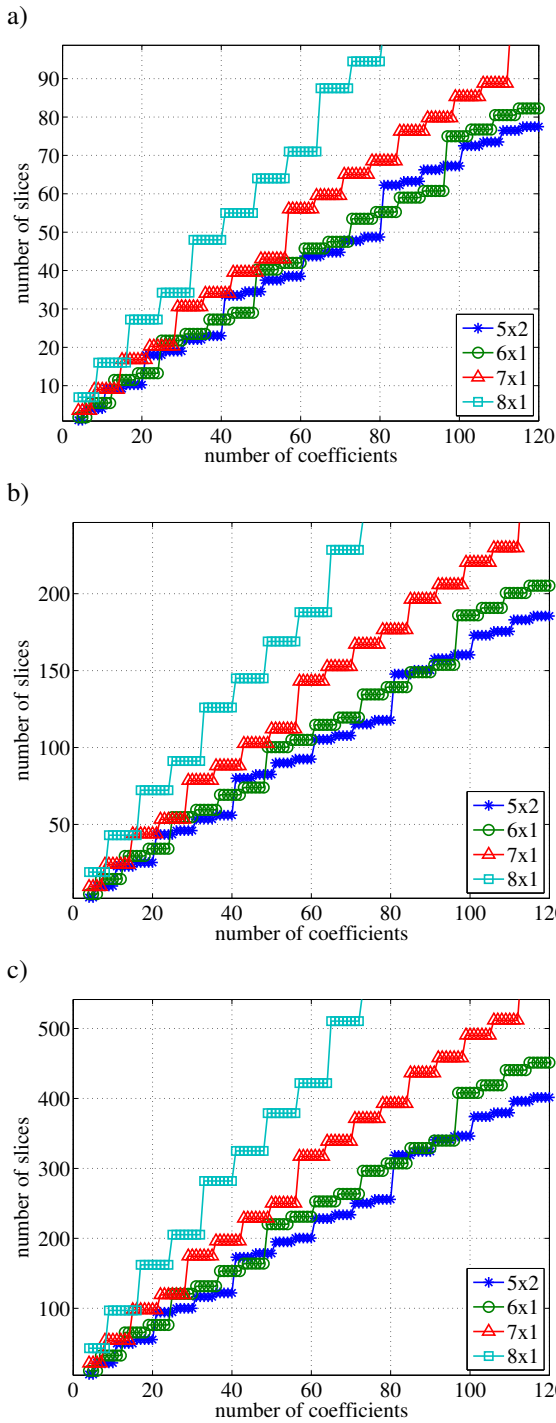 a)
90
80
70
60
50
40
30
20
10
number of slices
0 20 40 60 80 100 120
number of coefficients
5x2
6x1
7x1
8x1
b)
200
150
100
50
number of slices
0 20 40 60 80 100 120
number of coefficients
5x2
6x1
7x1
8x1
c)
500
400
300
200
100
number of slices
0 20 40 60 80 100 120
number of coefficients
5x2
6x1
7x1
8x1